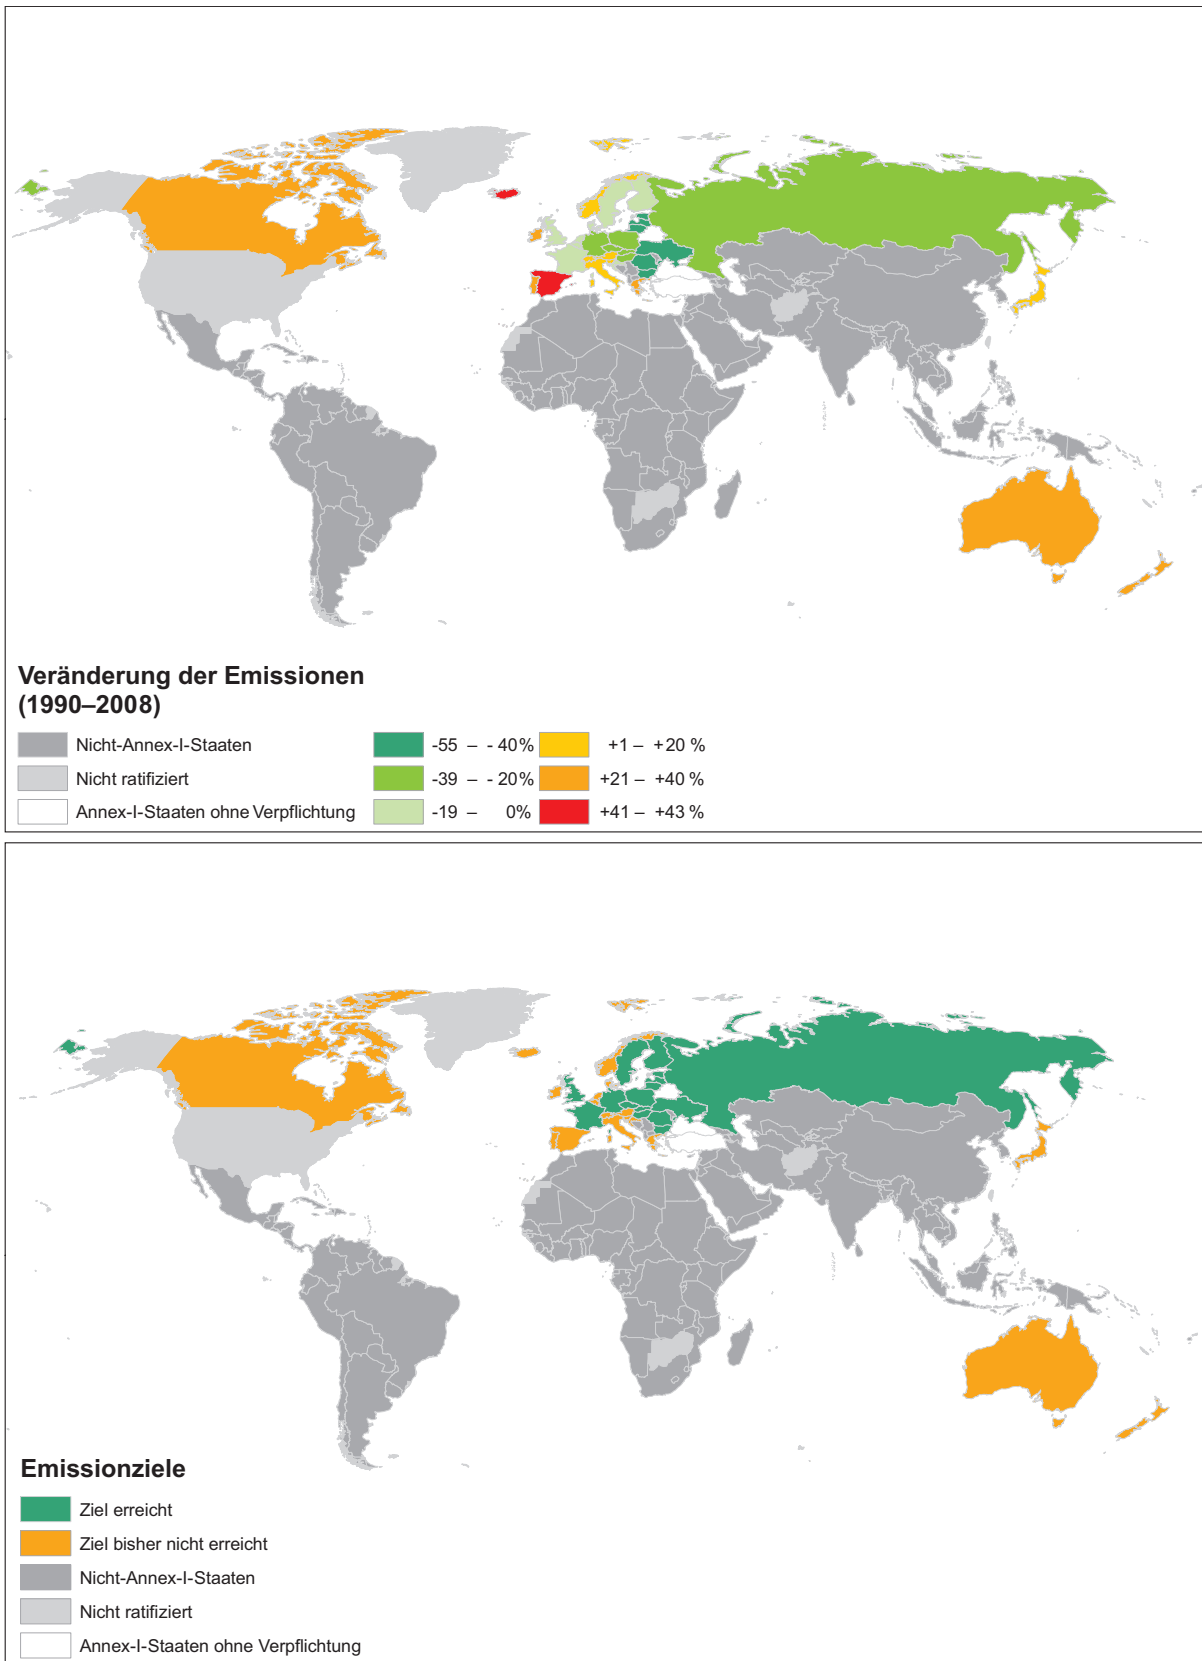 Veränderung der Emissionen
(1990–2008)
Nicht-Annex-I-Staaten
Nicht ratifiziert
Annex-I-Staaten ohne Verpflichtung
-55 – - 40%
-39 – - 20%
-19 – 0%
+1 – +20 %
+21 – +40 %
+41 – +43 %
Emissionziele
Ziel erreicht
Ziel bisher nicht erreicht
Nicht-Annex-I-Staaten
Nicht ratifiziert
Annex-I-Staaten ohne Verpflichtung